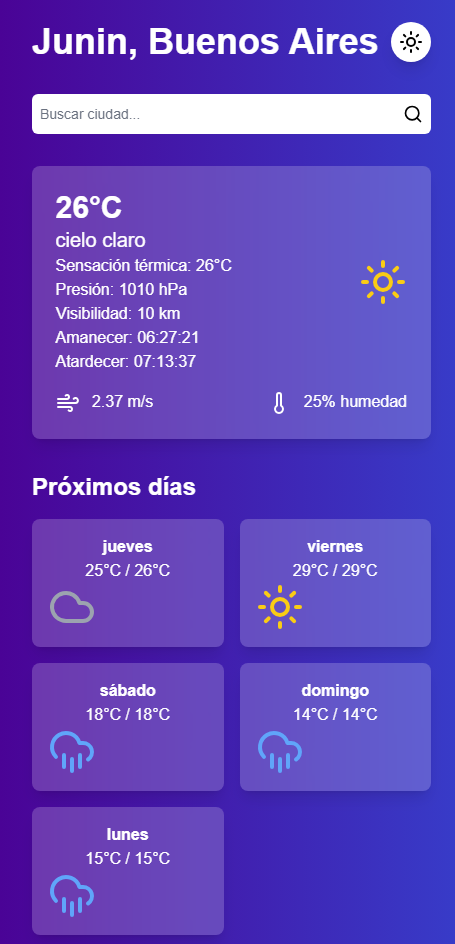 Junin, Buenos Aires
Buscar ciudad...
26°C
cielo claro
Sensación térmica: 26°C
Presión: 1010 hPa
Visibilidad: 10 km
Amanecer: 06:27:21
Atardecer: 07:13:37
2.37 m/s
25% humedad
Próximos días
jueves
25°C / 26°C
viernes
29°C / 29°C
sábado
18°C / 18°C
domingo
14°C / 14°C
lunes
15°C / 15°C